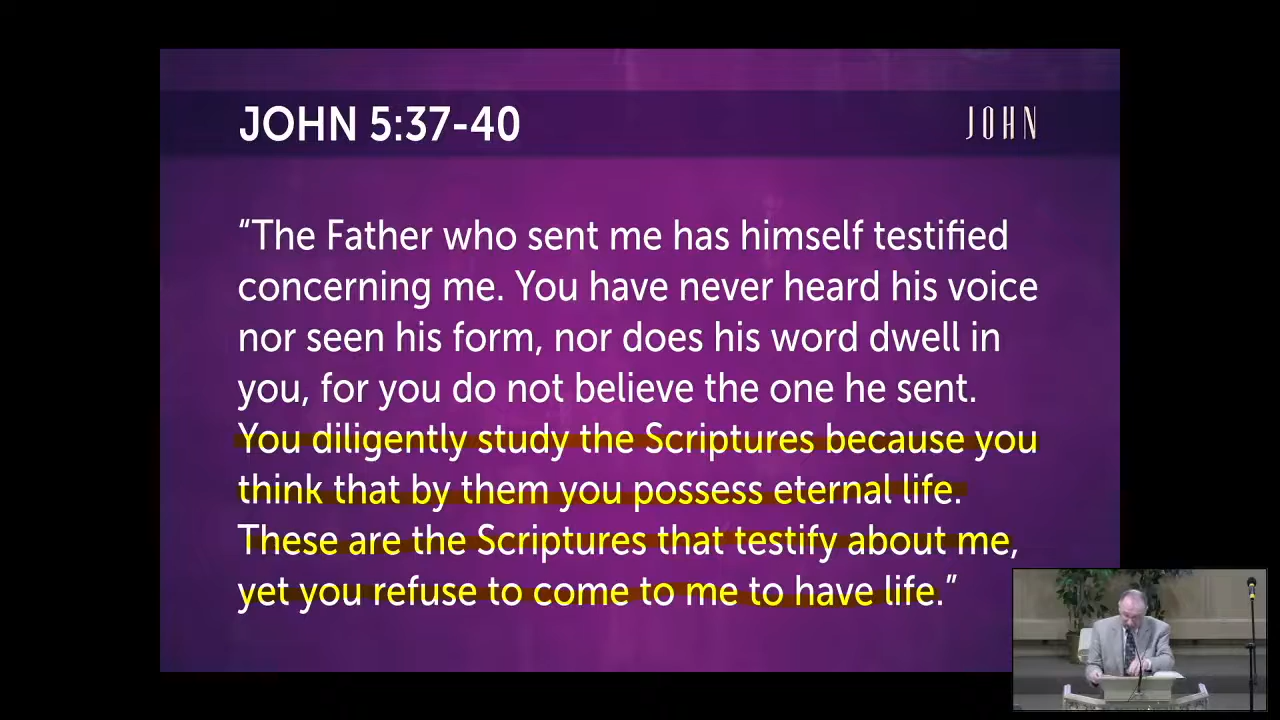 JOHN 5:37-40
JOHN
“The Father who sent me has himself testified
concerning me. You have never heard his voice
nor seen his form, nor does his word dwell in
you, for you do not believe the one he sent.
You diligently study the Scriptures because you
think that by them you possess eternal life.
These are the Scriptures that testify about me,
yet you refuse to come to me to have life.”